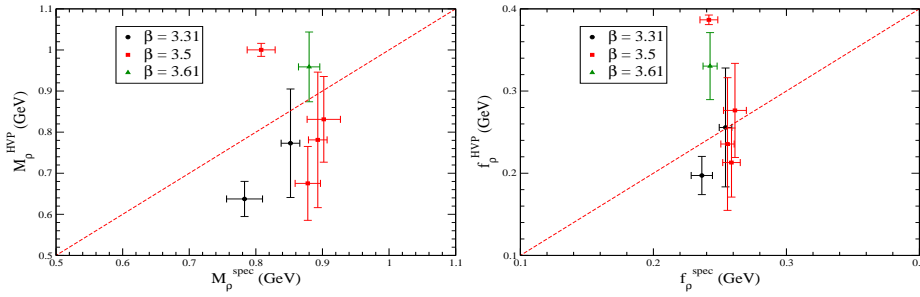 β = 3.31
β = 3.5
β = 3.61
M_ρ^HVP (GeV)
1.1
1
0.9
0.8
0.7
0.6
0.5
0.5 0.6 0.7 0.8 0.9 1 1.1
M_ρ^spec (GeV)
β = 3.31
β = 3.5
β = 3.61
f_ρ^HVP (GeV)
0.4
0.3
0.2
0.1
0.1 0.2 0.3 0.4
f_ρ^spec (GeV)